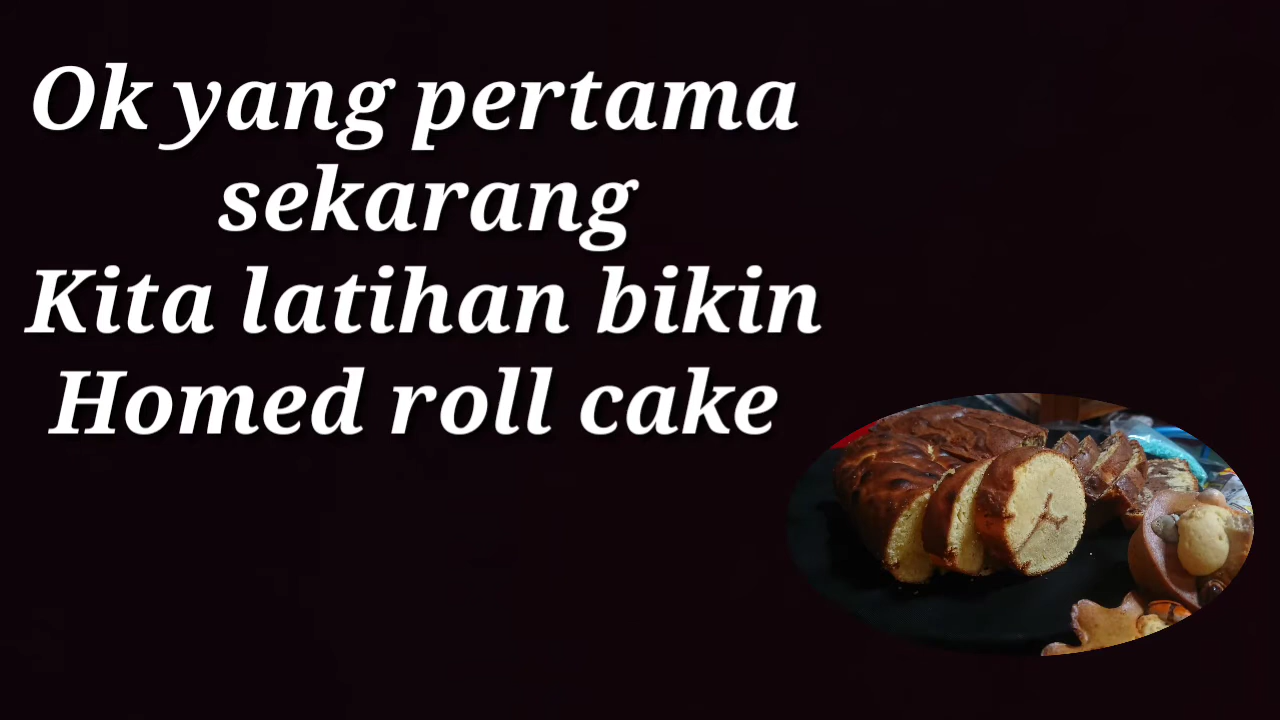 Ok yang pertama
sekarang
Kita latihan bikin
Homed roll cake